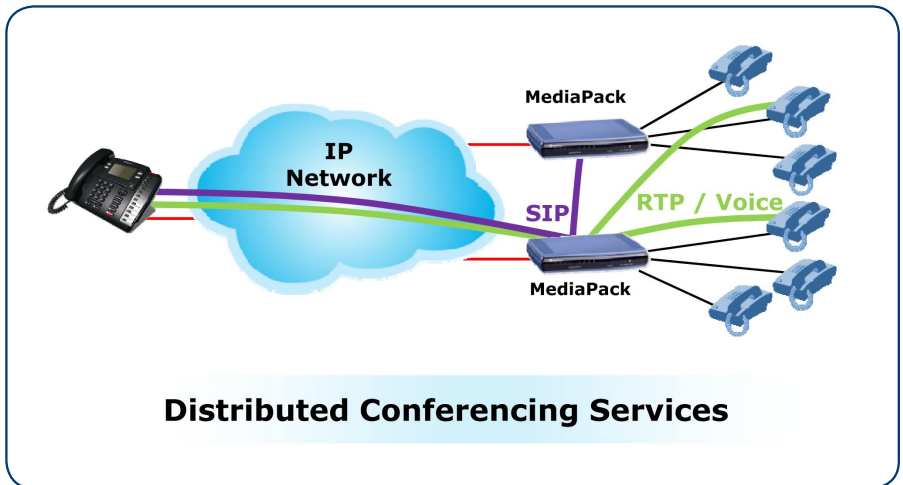 MediaPack
IP
Network
SIP
RTP / Voice
MediaPack
Distributed Conferencing Services